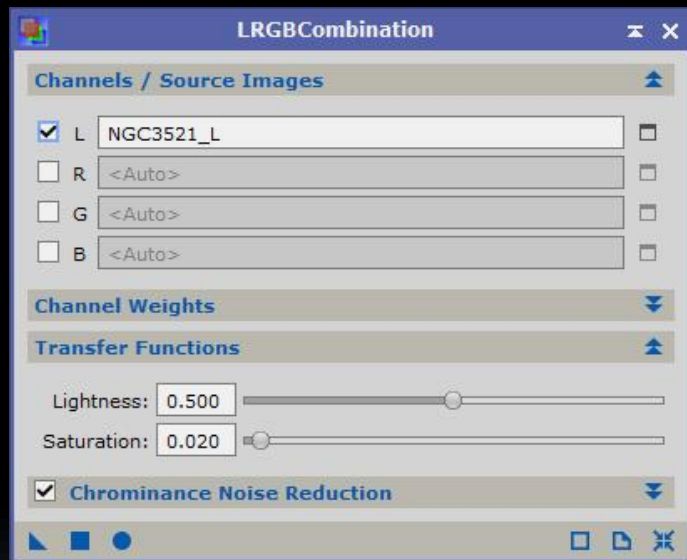 LRGBCombination
Channels / Source Images
L NGC3521_L
R <Auto>
G <Auto>
B <Auto>
Channel Weights
Transfer Functions
Lightness: 0.500
Saturation: 0.020
Chrominance Noise Reduction